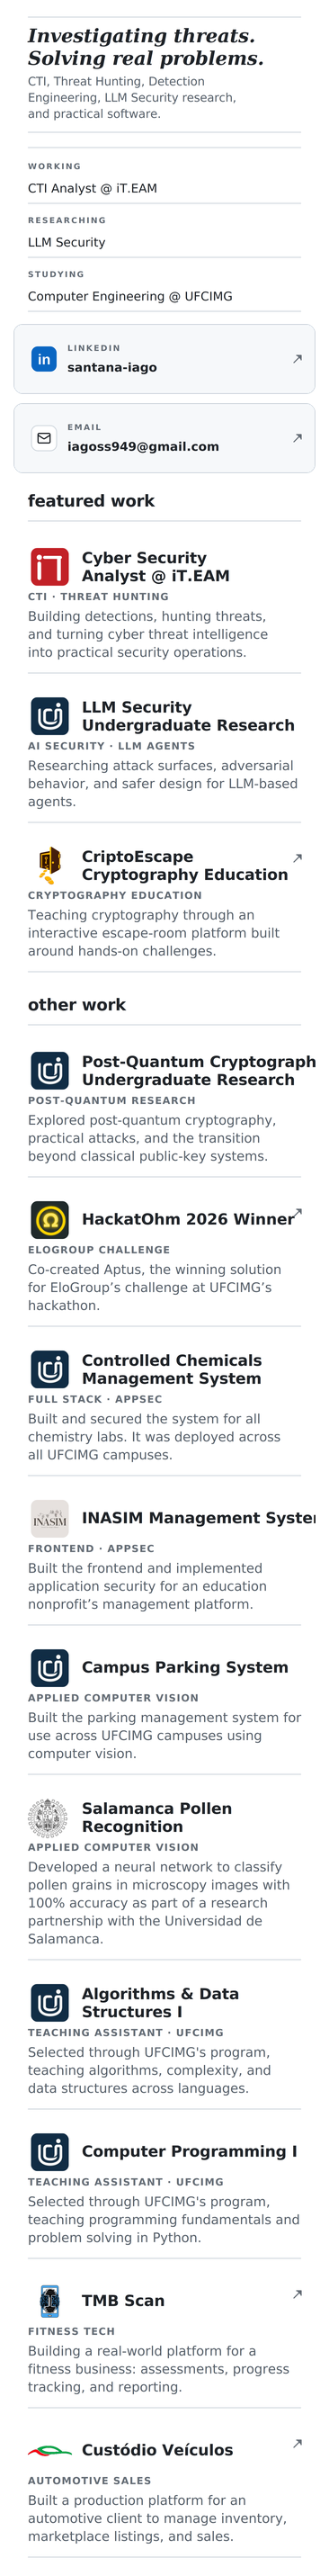 Investigating threats.
Solving real problems.
CTI, Threat Hunting, Detection
Engineering, LLM Security research,
and practical software.
WORKING
CTI Analyst @ iT.EAM
RESEARCHING
LLM Security
STUDYING
Computer Engineering @ UFCIMG
in
LINKEDIN
santana-iago
↗
EMAIL
iagoss949@gmail.com
↗
featured work
Cyber Security
Analyst @ iT.EAM
CTI · THREAT HUNTING
Building detections, hunting threats,
and turning cyber threat intelligence
into practical security operations.
LLM Security
Undergraduate Research
AI SECURITY · LLM AGENTS
Researching attack surfaces, adversarial
behavior, and safer design for LLM-based
agents.
CriptoEscape
Cryptography Education
↗
CRYPTOGRAPHY EDUCATION
Teaching cryptography through an
interactive escape-room platform built
around hands-on challenges.
other work
Post-Quantum Cryptograph
Undergraduate Research
POST-QUANTUM RESEARCH
Explored post-quantum cryptography,
practical attacks, and the transition
beyond classical public-key systems.
HackatOhm 2026 Winner
↗
ELOGROUP CHALLENGE
Co-created Aptus, the winning solution
for EloGroup’s challenge at UFCIMG’s
hackathon.
Controlled Chemicals
Management System
FULL STACK · APPSEC
Built and secured the system for all
chemistry labs. It was deployed across
all UFCIMG campuses.
INASIM
INASIM Management System
FRONTEND · APPSEC
Built the frontend and implemented
application security for an education
nonprofit’s management platform.
Campus Parking System
APPLIED COMPUTER VISION
Built the parking management system for
use across UFCIMG campuses using
computer vision.
Salamanca Pollen
Recognition
APPLIED COMPUTER VISION
Developed a neural network to classify
pollen grains in microscopy images with
100% accuracy as part of a research
partnership with the Universidad de
Salamanca.
Algorithms & Data
Structures I
TEACHING ASSISTANT · UFCIMG
Selected through UFCIMG's program,
teaching algorithms, complexity, and
data structures across languages.
Computer Programming I
TEACHING ASSISTANT · UFCIMG
Selected through UFCIMG's program,
teaching programming fundamentals and
problem solving in Python.
TMB Scan
↗
FITNESS TECH
Building a real-world platform for a
fitness business: assessments, progress
tracking, and reporting.
Custódio Veículos
↗
AUTOMOTIVE SALES
Built a production platform for an
automotive client to manage inventory,
marketplace listings, and sales.